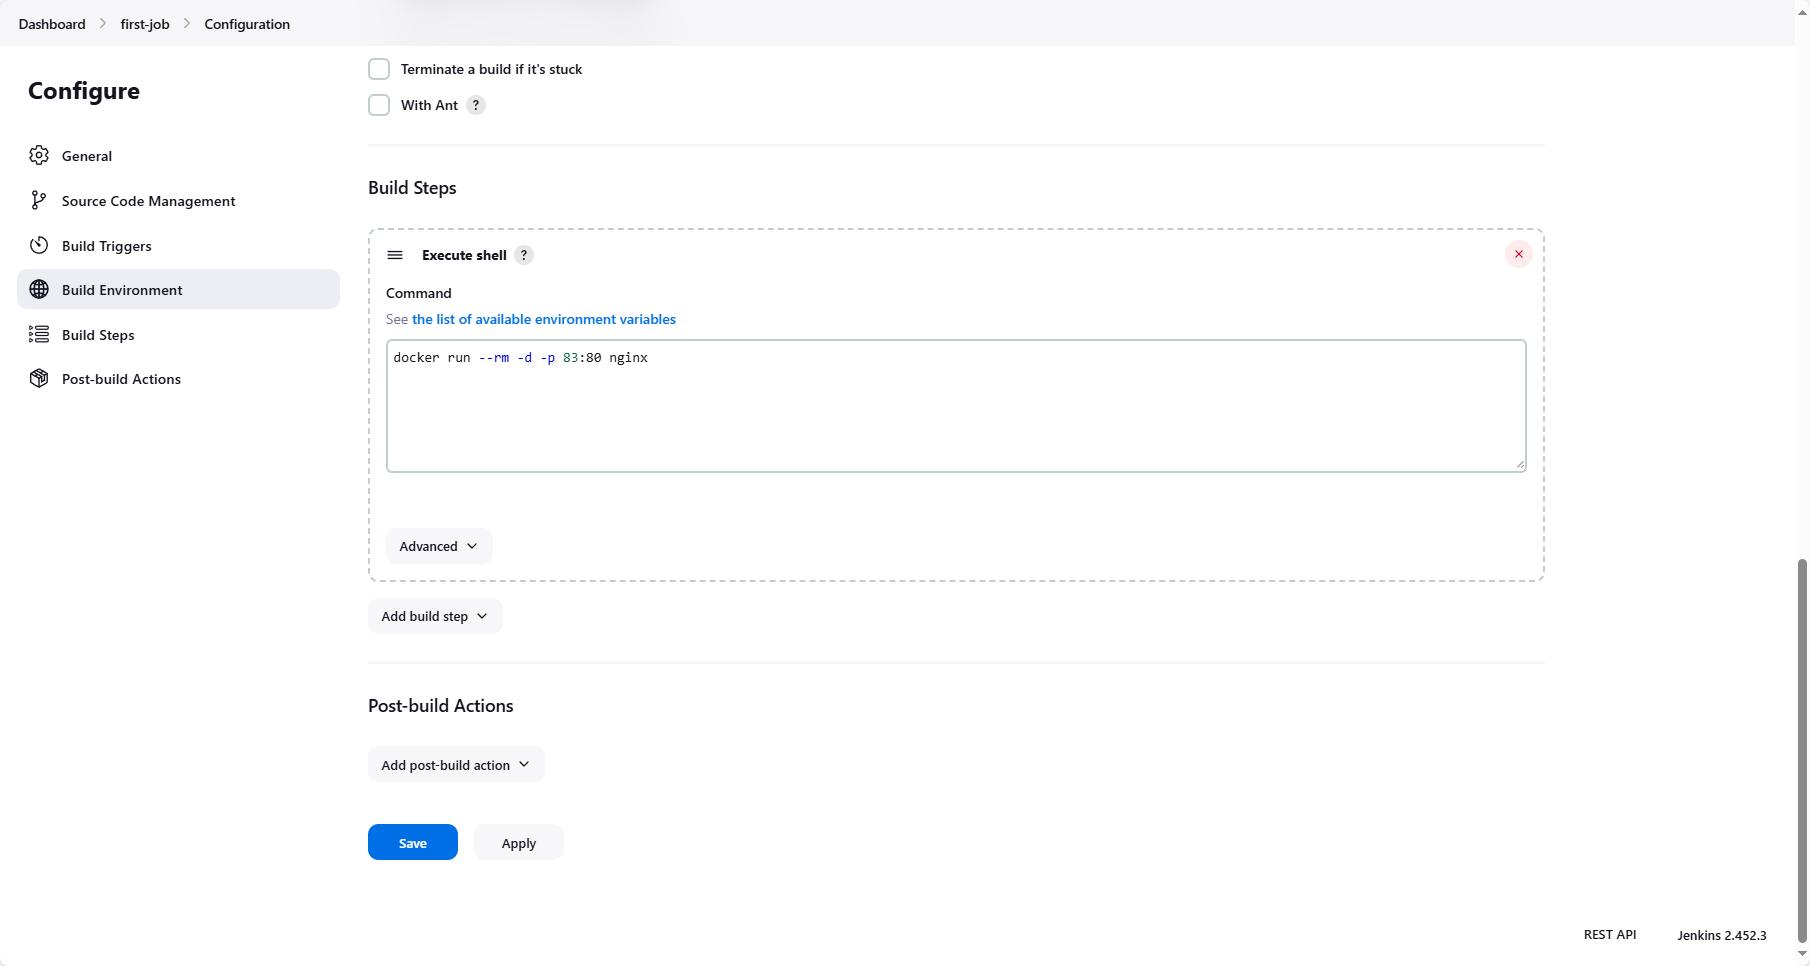 Dashboard > first-job > Configuration
Configure
General
Source Code Management
Build Triggers
Build Environment
Build Steps
Post-build Actions
Terminate a build if it's stuck
With Ant ?
Build Steps
Execute shell ?
Command
See the list of available environment variables
docker run --rm -d -p 83:80 nginx
Advanced
Add build step
Post-build Actions
Add post-build action
Save Apply
REST API Jenkins 2.452.3